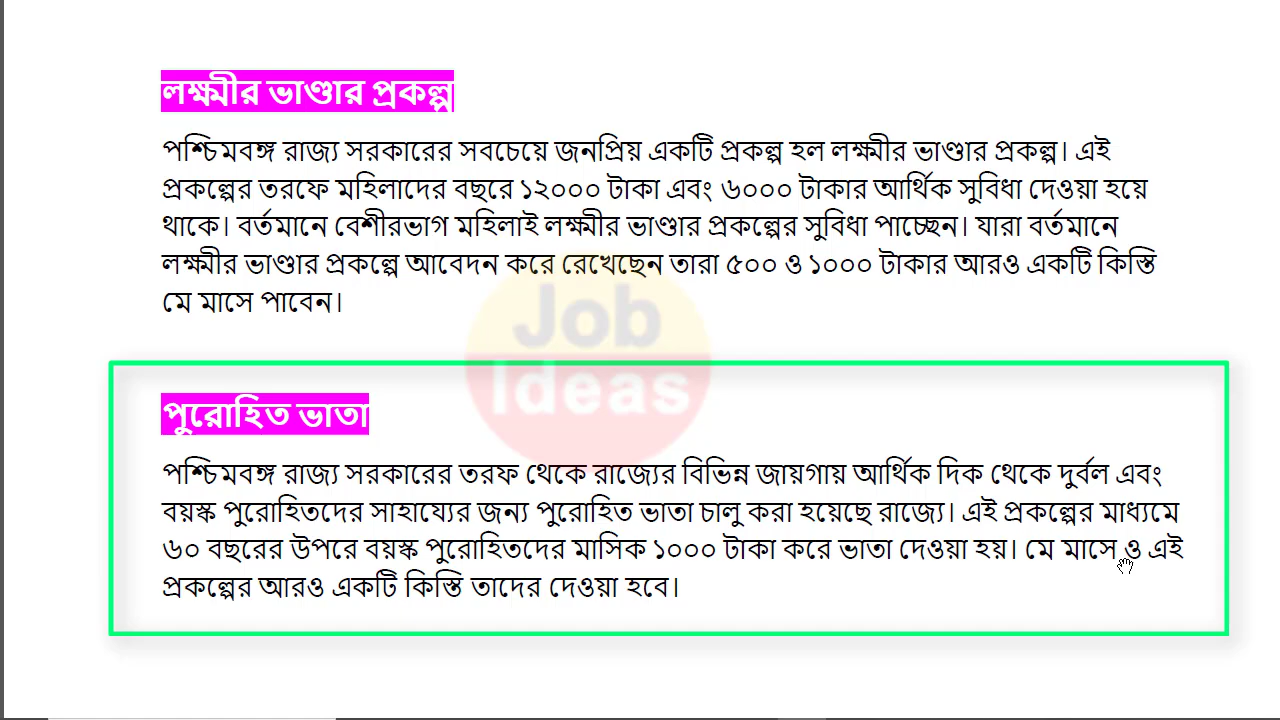 লক্ষ্মীর ভাণ্ডার প্রকল্প
পশ্চিমবঙ্গ রাজ্য সরকারের সবচেয়ে জনপ্রিয় একটি প্রকল্প হল লক্ষ্মীর ভাণ্ডার প্রকল্প। এই
প্রকল্পের তরফে মহিলাদের বছরে ১২০০০ টাকা এবং ৬০০০ টাকার আর্থিক সুবিধা দেওয়া হয়ে
থাকে। বর্তমানে বেশীরভাগ মহিলাই লক্ষ্মীর ভাণ্ডার প্রকল্পের সুবিধা পাচ্ছেন। যারা বর্তমানে
লক্ষ্মীর ভাণ্ডার প্রকল্পে আবেদন করে রেখেছেন তারা ৫০০ ও ১০০০ টাকার আরও একটি কিস্তি
মে মাসে পাবেন।
Job
Ideas
পুরোহিত ভাতা
পশ্চিমবঙ্গ রাজ্য সরকারের তরফ থেকে রাজ্যের বিভিন্ন জায়গায় আর্থিক দিক থেকে দুর্বল এবং
বয়স্ক পুরোহিতদের সাহায্যের জন্য পুরোহিত ভাতা চালু করা হয়েছে রাজ্যে। এই প্রকল্পের মাধ্যমে
৬০ বছরের উপরে বয়স্ক পুরোহিতদের মাসিক ১০০০ টাকা করে ভাতা দেওয়া হয়। মে মাসে ও এই
প্রকল্পের আরও একটি কিস্তি তাদের দেওয়া হবে।